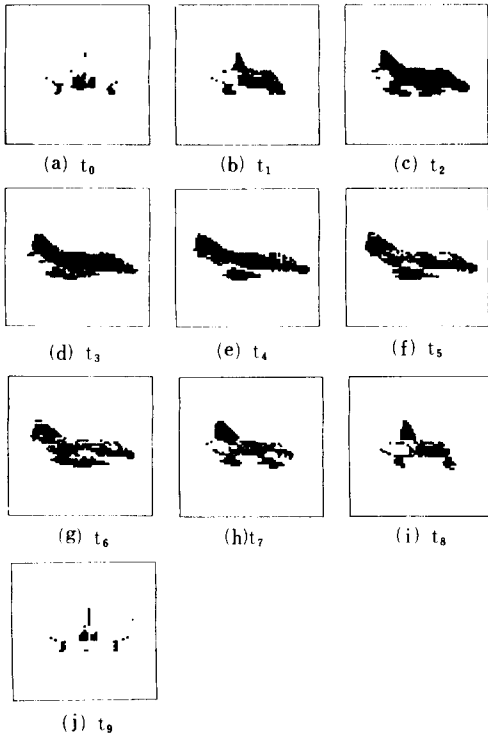 (a) t₀ (b) t₁ (c) t₂
(d) t₃ (e) t₄ (f) t₅
(g) t₆ (h)t₇ (i) t₈
(j) t₉